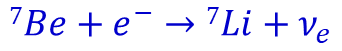 ⁷Be + e⁻ → ⁷Li + νₑ